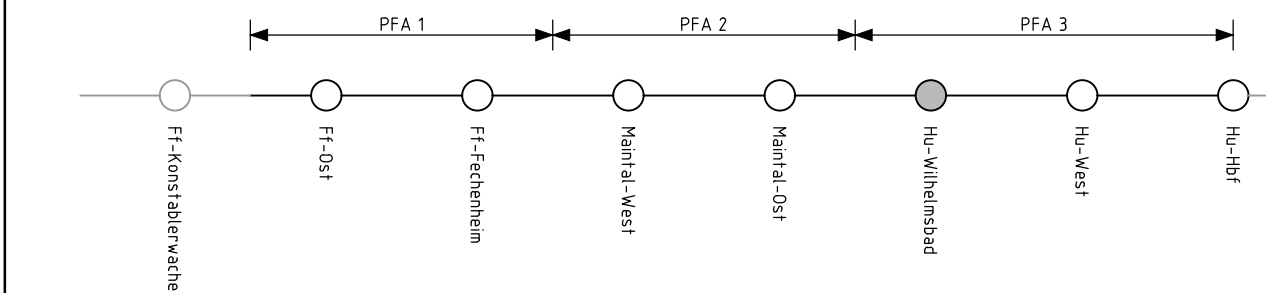 PFA 1
PFA 2
PFA 3
Ff-Konstablerwache
Ff-Ost
Ff-Fechenheim
Maintal-West
Maintal-Ost
Hu-Wilhelmsbad
Hu-West
Hu-Hbf